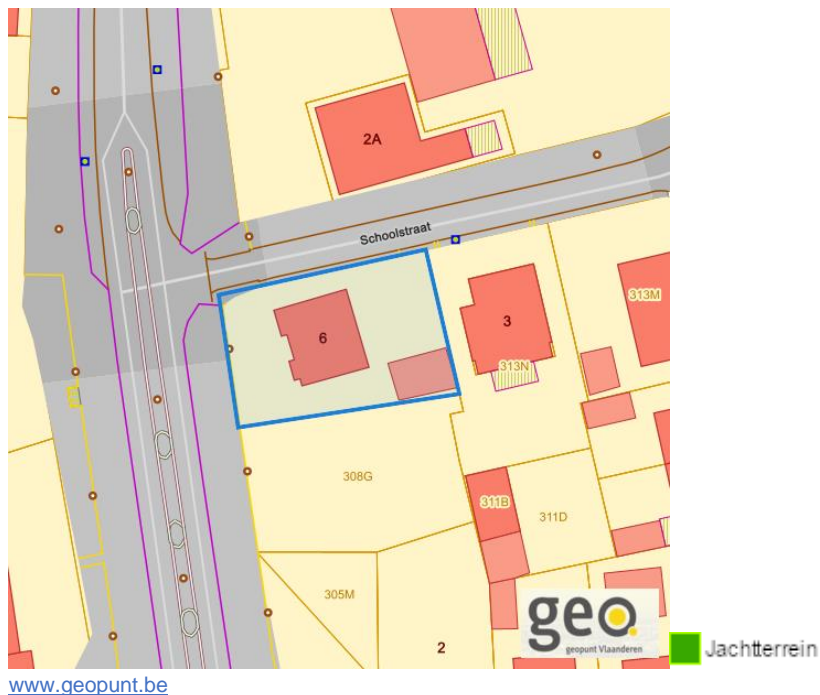 2A
Schoolstraat
313M
6
3
313N
308G
311B
311D
305M
2
geo
geopunt Vlaanderen
Jachtterrein
www.geopunt.be